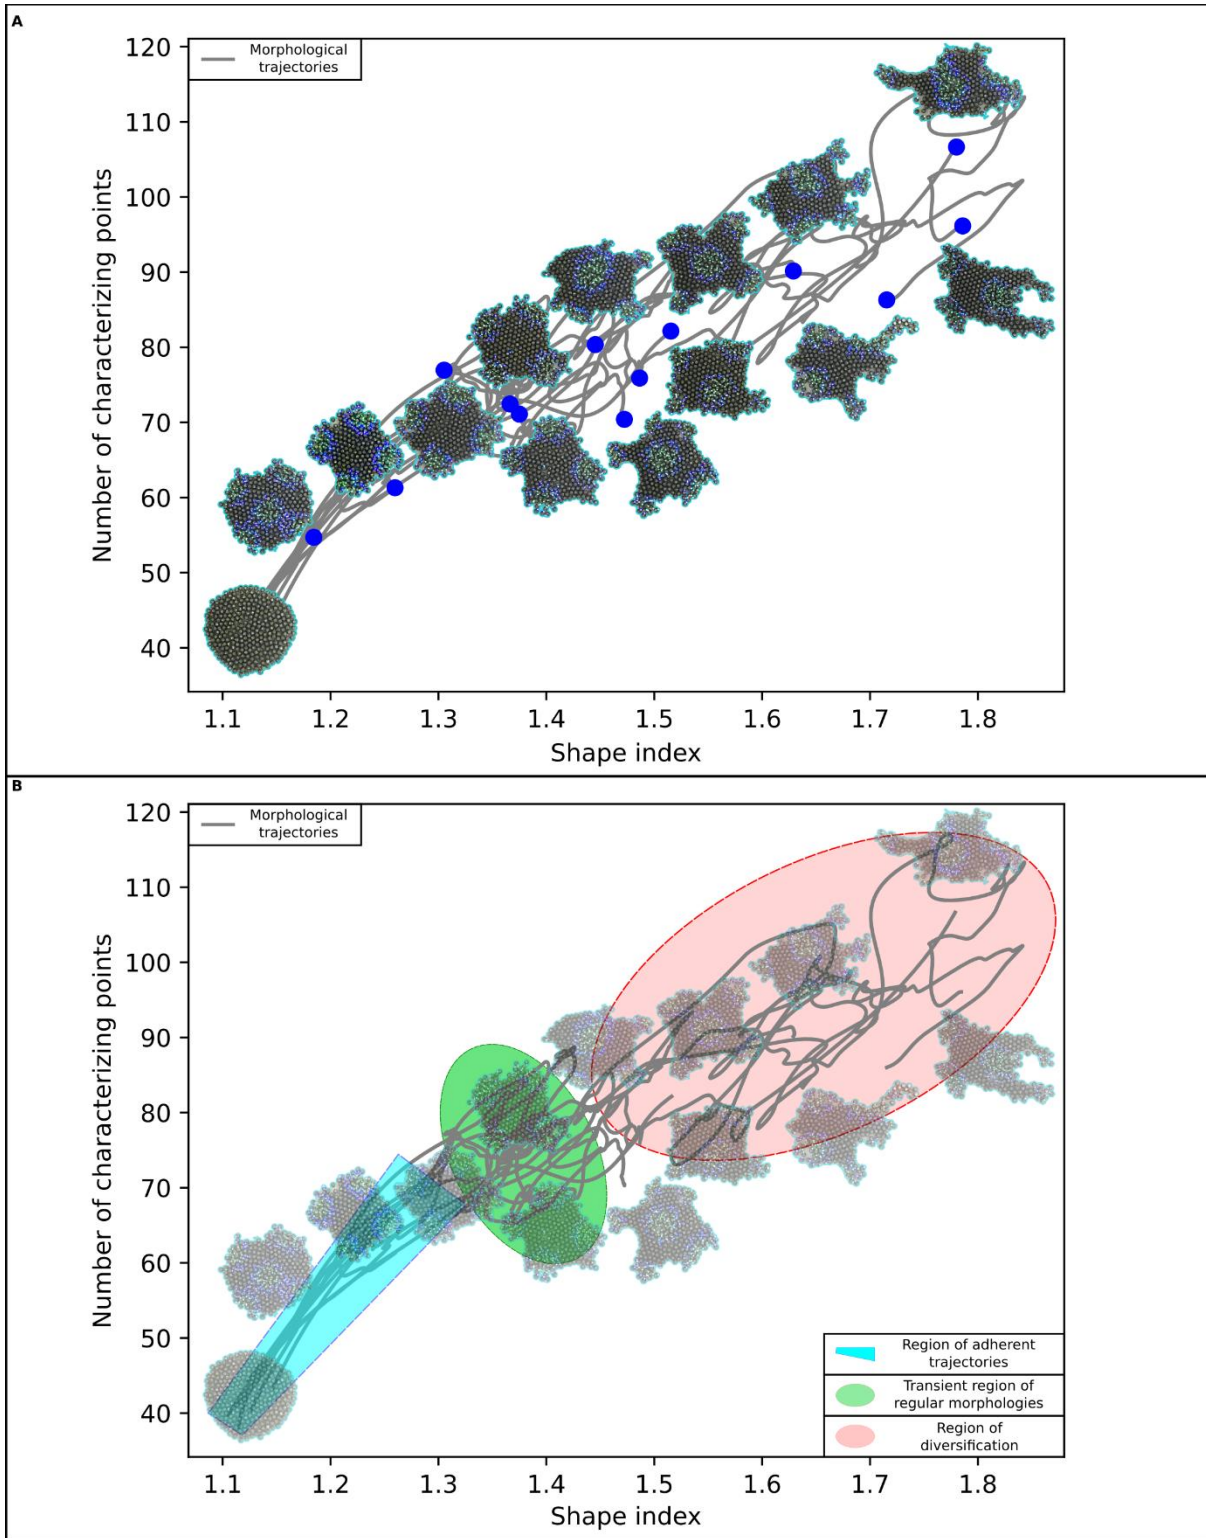 A
Morphological
trajectories
120
110
100
90
80
70
60
50
40
Number of characterizing points
1.1 1.2 1.3 1.4 1.5 1.6 1.7 1.8
Shape index
B
Morphological
trajectories
120
110
100
90
80
70
60
50
40
Number of characterizing points
Region of adherent
trajectories
Transient region of
regular morphologies
Region of
diversification
1.1 1.2 1.3 1.4 1.5 1.6 1.7 1.8
Shape index